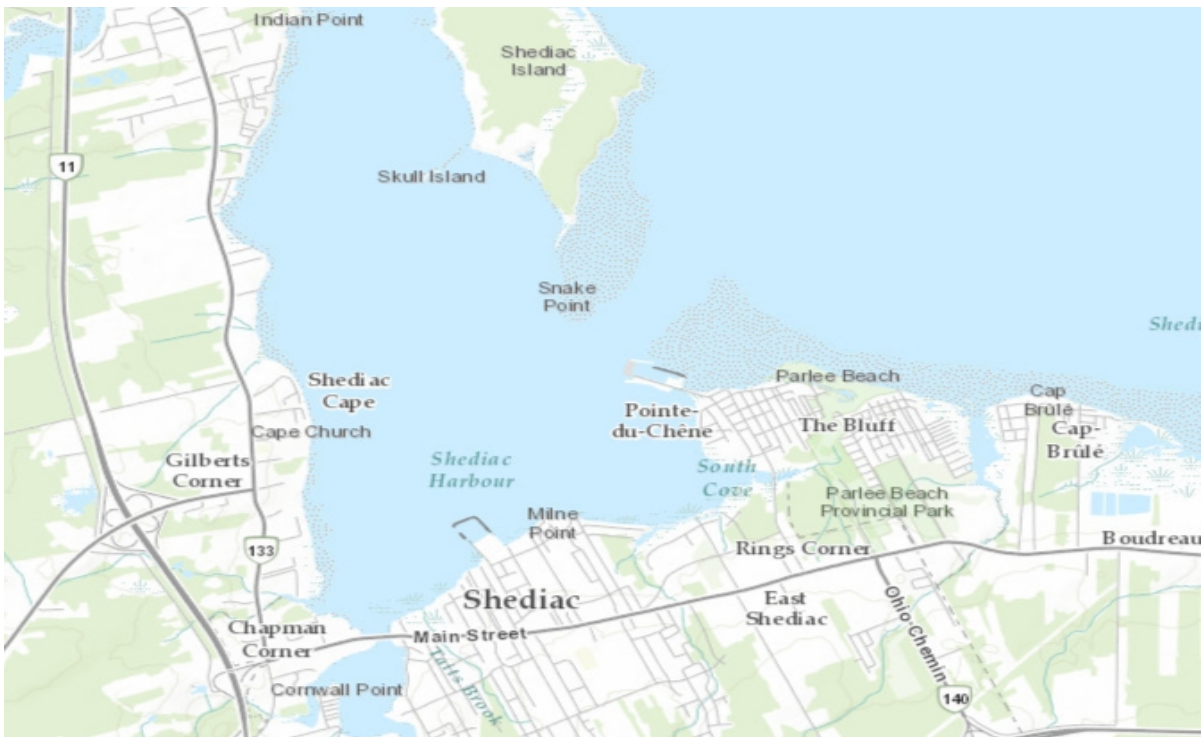 Indian Point
Shediac
Island
11
Skull Island
Snake
Point
Shedi
Shediac
Cape
Parlee Beach
Cap
Brûlé
Pointe-
du-Chêne
The Bluff
Cap-
Brûlé
Cape Church
Gilberts
Corner
Shediac
Harbour
South
Cove
Parlee Beach
Provincial Park
Milne
Point
133
Rings Corner
Boudreau
Shediac
East
Shediac
Ohio-Chemin
Chapman
Corner
Main-Street
Tatts Brook
Cornwall Point
140